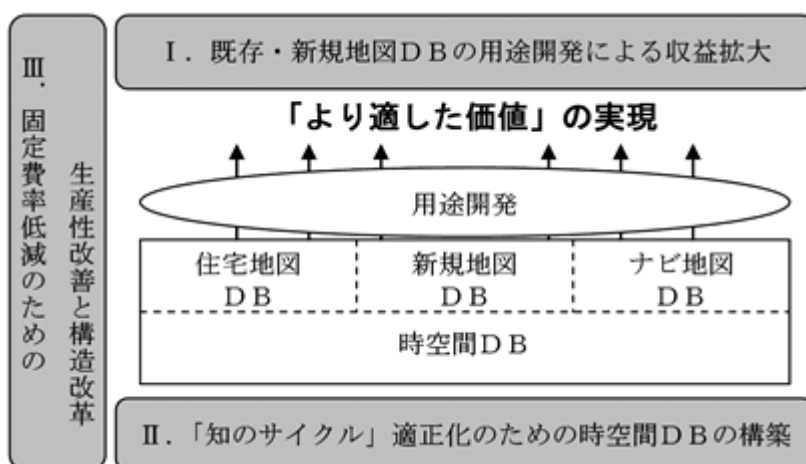 Ⅲ．固定費率低減のための
生産性改善と構造改革
Ⅰ．既存・新規地図ＤＢの用途開発による収益拡大
「より適した価値」の実現
用途開発
住宅地図
ＤＢ
新規地図
ＤＢ
ナビ地図
ＤＢ
時空間ＤＢ
Ⅱ．「知のサイクル」適正化のための時空間ＤＢの構築